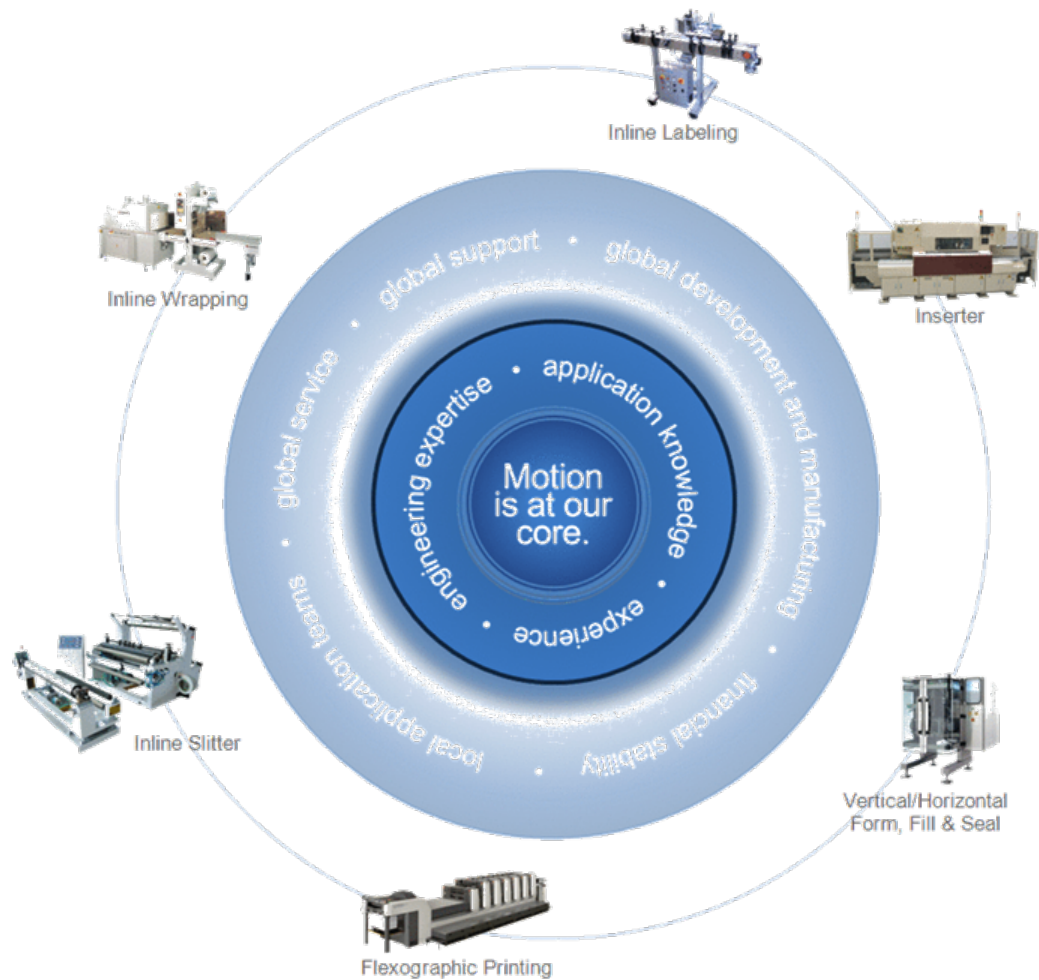 Inline Labeling
Inserter
Vertical/Horizontal
Form, Fill & Seal
Flexographic Printing
Inline Slitter
Inline Wrapping
global support • global development and manufacturing • financial stability • local application teams • global service •
engineering expertise • application knowledge • experience •
Motion
is at our
core.